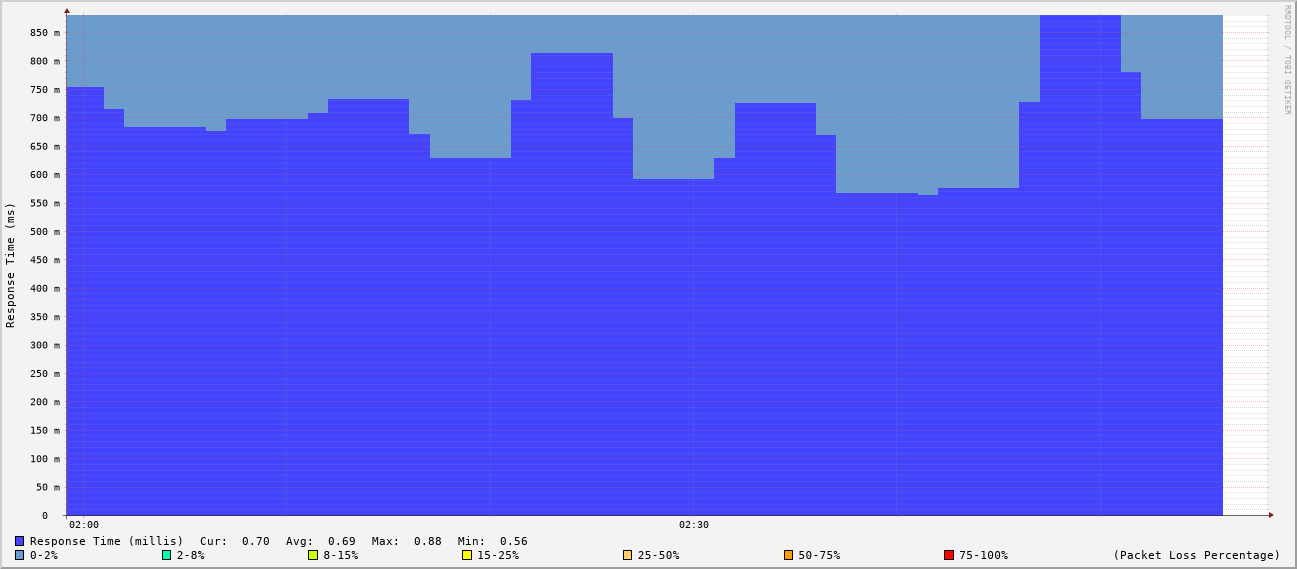 RRDTOOL / TOBI OETIKER
Response Time (ms)
850 m
800 m
750 m
700 m
650 m
600 m
550 m
500 m
450 m
400 m
350 m
300 m
250 m
200 m
150 m
100 m
50 m
0
02:00 02:30
Response Time (millis) Cur: 0.70 Avg: 0.69 Max: 0.88 Min: 0.56
0-2% 2-8% 8-15% 15-25% 25-50% 50-75% 75-100% (Packet Loss Percentage)